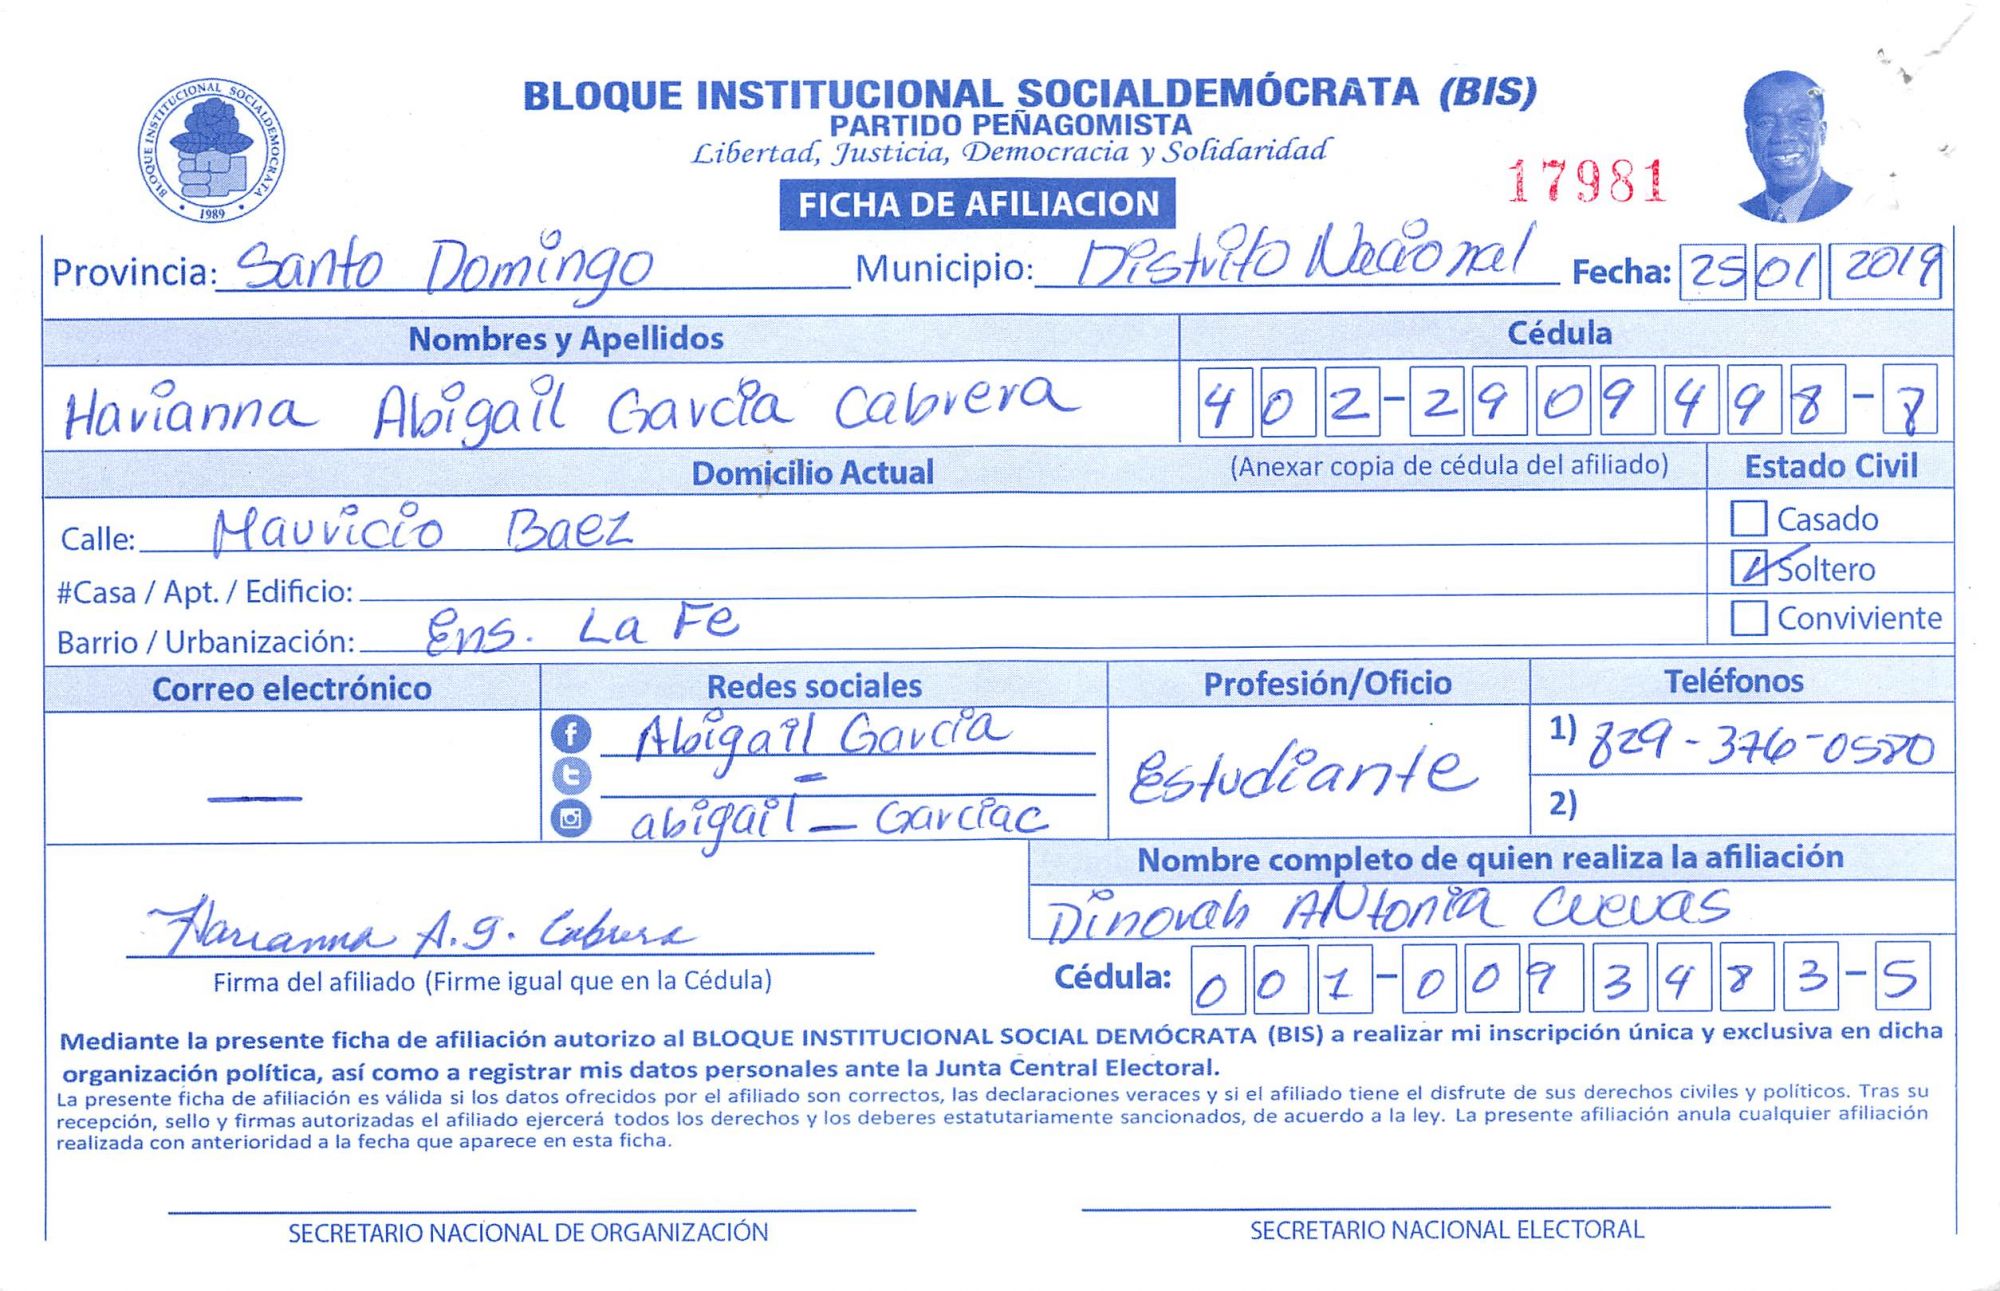 BLOQUE INSTITUCIONAL SOCIALDEMÓCRATA (BIS)
PARTIDO PEÑAGOMISTA
Libertad, Justicia, Democracia y Solidaridad
BLOQUE INSTITUCIONAL SOCIALDEMOCRATA
1989
17981
FICHA DE AFILIACION
Provincia: Santo Domingo Municipio: Distrito Nacional Fecha: 25 01 2019
Nombres y Apellidos Cédula
Harianna Abigail García Cabrera 402-2909498-8
Domicilio Actual (Anexar copia de cédula del afiliado) Estado Civil
Calle: Mauricio Baez Casado
#Casa / Apt. / Edificio: Soltero
Barrio / Urbanización: Ens. La Fe Conviviente
Correo electrónico Redes sociales Profesión/Oficio Teléfonos
— Abigail García Estudiante 1) 829-376-0580
–
abigail_Garciac 2)
Nombre completo de quien realiza la afiliación
Dinorah ANtonia Cuevas
Harianna A.G. Cabrera
Firma del afiliado (Firme igual que en la Cédula) Cédula: 001-0093483-5
Mediante la presente ficha de afiliación autorizo al BLOQUE INSTITUCIONAL SOCIAL DEMÓCRATA (BIS) a realizar mi inscripción única y exclusiva en dicha
organización política, así como a registrar mis datos personales ante la Junta Central Electoral.
La presente ficha de afiliación es válida si los datos ofrecidos por el afiliado son correctos, las declaraciones veraces y si el afiliado tiene el disfrute de sus derechos civiles y políticos. Tras su
recepción, sello y firmas autorizadas el afiliado ejercerá todos los derechos y los deberes estatutariamente sancionados, de acuerdo a la ley. La presente afiliación anula cualquier afiliación
realizada con anterioridad a la fecha que aparece en esta ficha.
SECRETARIO NACIONAL DE ORGANIZACIÓN SECRETARIO NACIONAL ELECTORAL